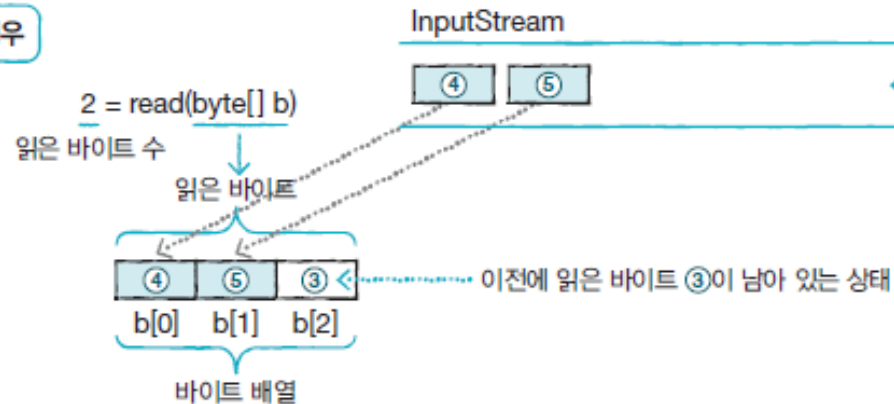 우
InputStream
④ ⑤
2 = read(byte[] b)
읽은 바이트 수
읽은 바이트
④ ⑤ ③ 이전에 읽은 바이트 ③이 남아 있는 상태
b[0] b[1] b[2]
바이트 배열